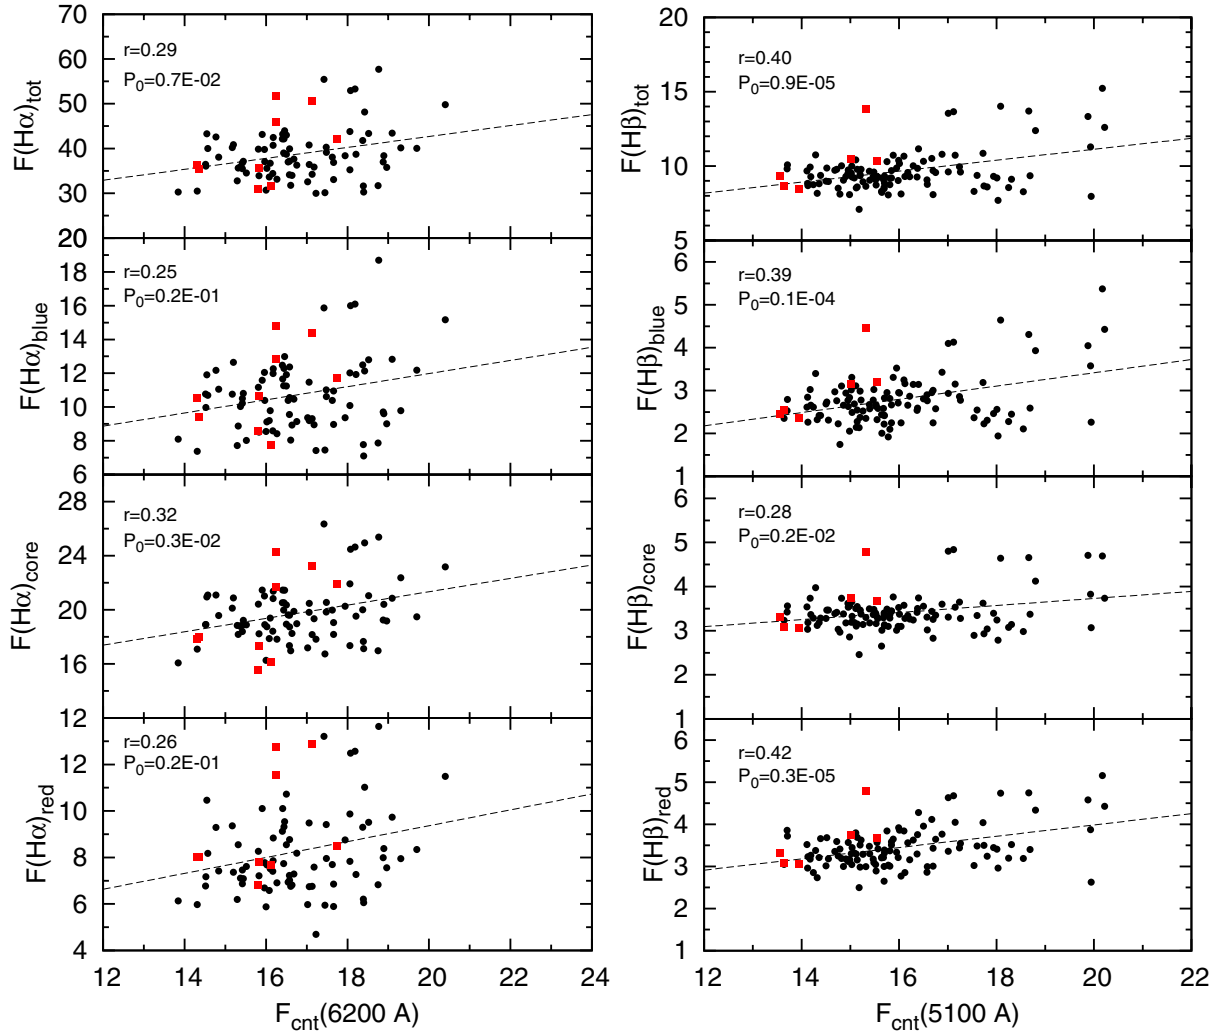 70
60
50
40
30
20
F(Hα)tot
r=0.29
P0=0.7E-02
18
16
14
12
10
8
6
F(Hα)blue
r=0.25
P0=0.2E-01
28
24
20
16
12
F(Hα)core
r=0.32
P0=0.3E-02
12
10
8
6
4
F(Hα)red
r=0.26
P0=0.2E-01
12 14 16 18 20 22 24
Fcnt(6200 A)
20
15
10
5
F(Hβ)tot
r=0.40
P0=0.9E-05
6
5
4
3
2
1
F(Hβ)blue
r=0.39
P0=0.1E-04
6
5
4
3
2
1
F(Hβ)core
r=0.28
P0=0.2E-02
6
5
4
3
2
1
F(Hβ)red
r=0.42
P0=0.3E-05
12 14 16 18 20 22
Fcnt(5100 A)